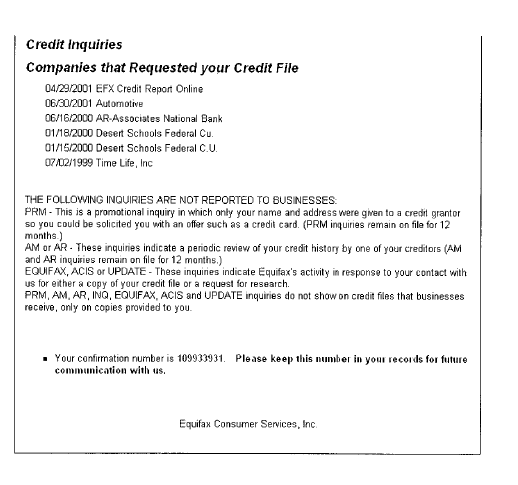 Credit Inquiries
Companies that Requested your Credit File
04/29/2001 EFX Credit Report Online
06/30/2001 Automotive
06/16/2000 AR-Associates National Bank
01/18/2000 Desert Schools Federal Cu.
01/15/2000 Desert Schools Federal C.U.
07/02/1999 Time Life, Inc
THE FOLLOWING INQUIRIES ARE NOT REPORTED TO BUSINESSES:
PRM - This is a promotional inquiry in which only your name and address were given to a credit grantor
so you could be solicited you with an offer such as a credit card. (PRM inquiries remain on file for 12
months.)
AM or AR - These inquiries indicate a periodic review of your credit history by one of your creditors (AM
and AR inquiries remain on file for 12 months.)
EQUIFAX, ACIS or UPDATE - These inquiries indicate Equifax's activity in response to your contact with
us for either a copy of your credit file or a request for research.
PRM, AM, AR, INQ, EQUIFAX, ACIS and UPDATE inquiries do not show on credit files that businesses
receive, only on copies provided to you.
▪ Your confirmation number is 109933931. Please keep this number in your records for future
communication with us.
Equifax Consumer Services, Inc.